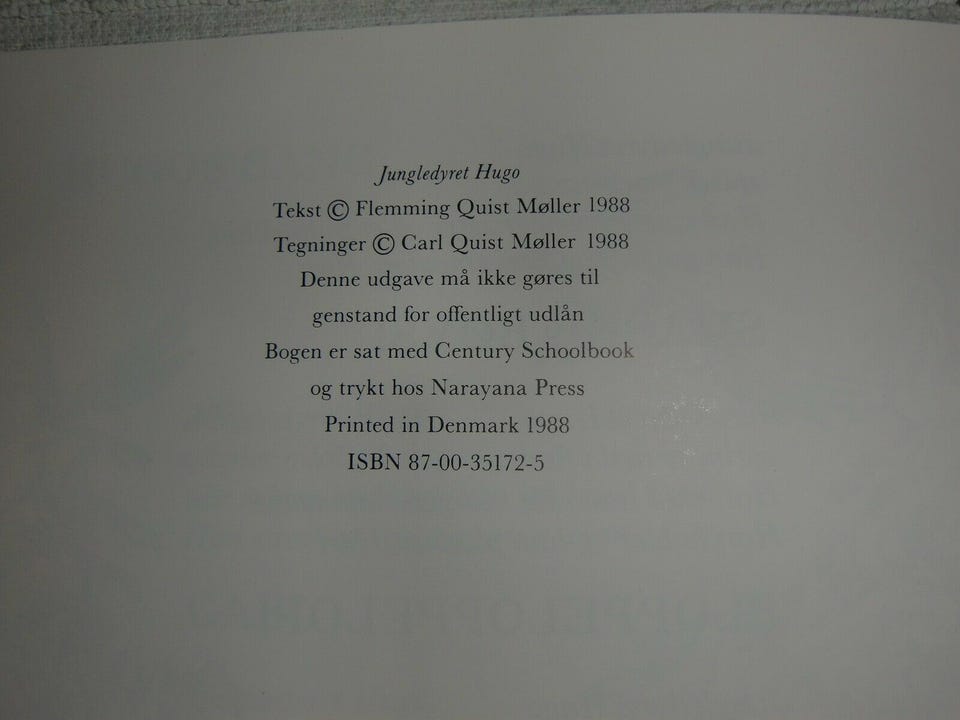 Jungledyret Hugo
Tekst © Flemming Quist Møller 1988
Tegninger © Carl Quist Møller 1988
Denne udgave må ikke gøres til
genstand for offentligt udlån
Bogen er sat med Century Schoolbook
og trykt hos Narayana Press
Printed in Denmark 1988
ISBN 87-00-35172-5